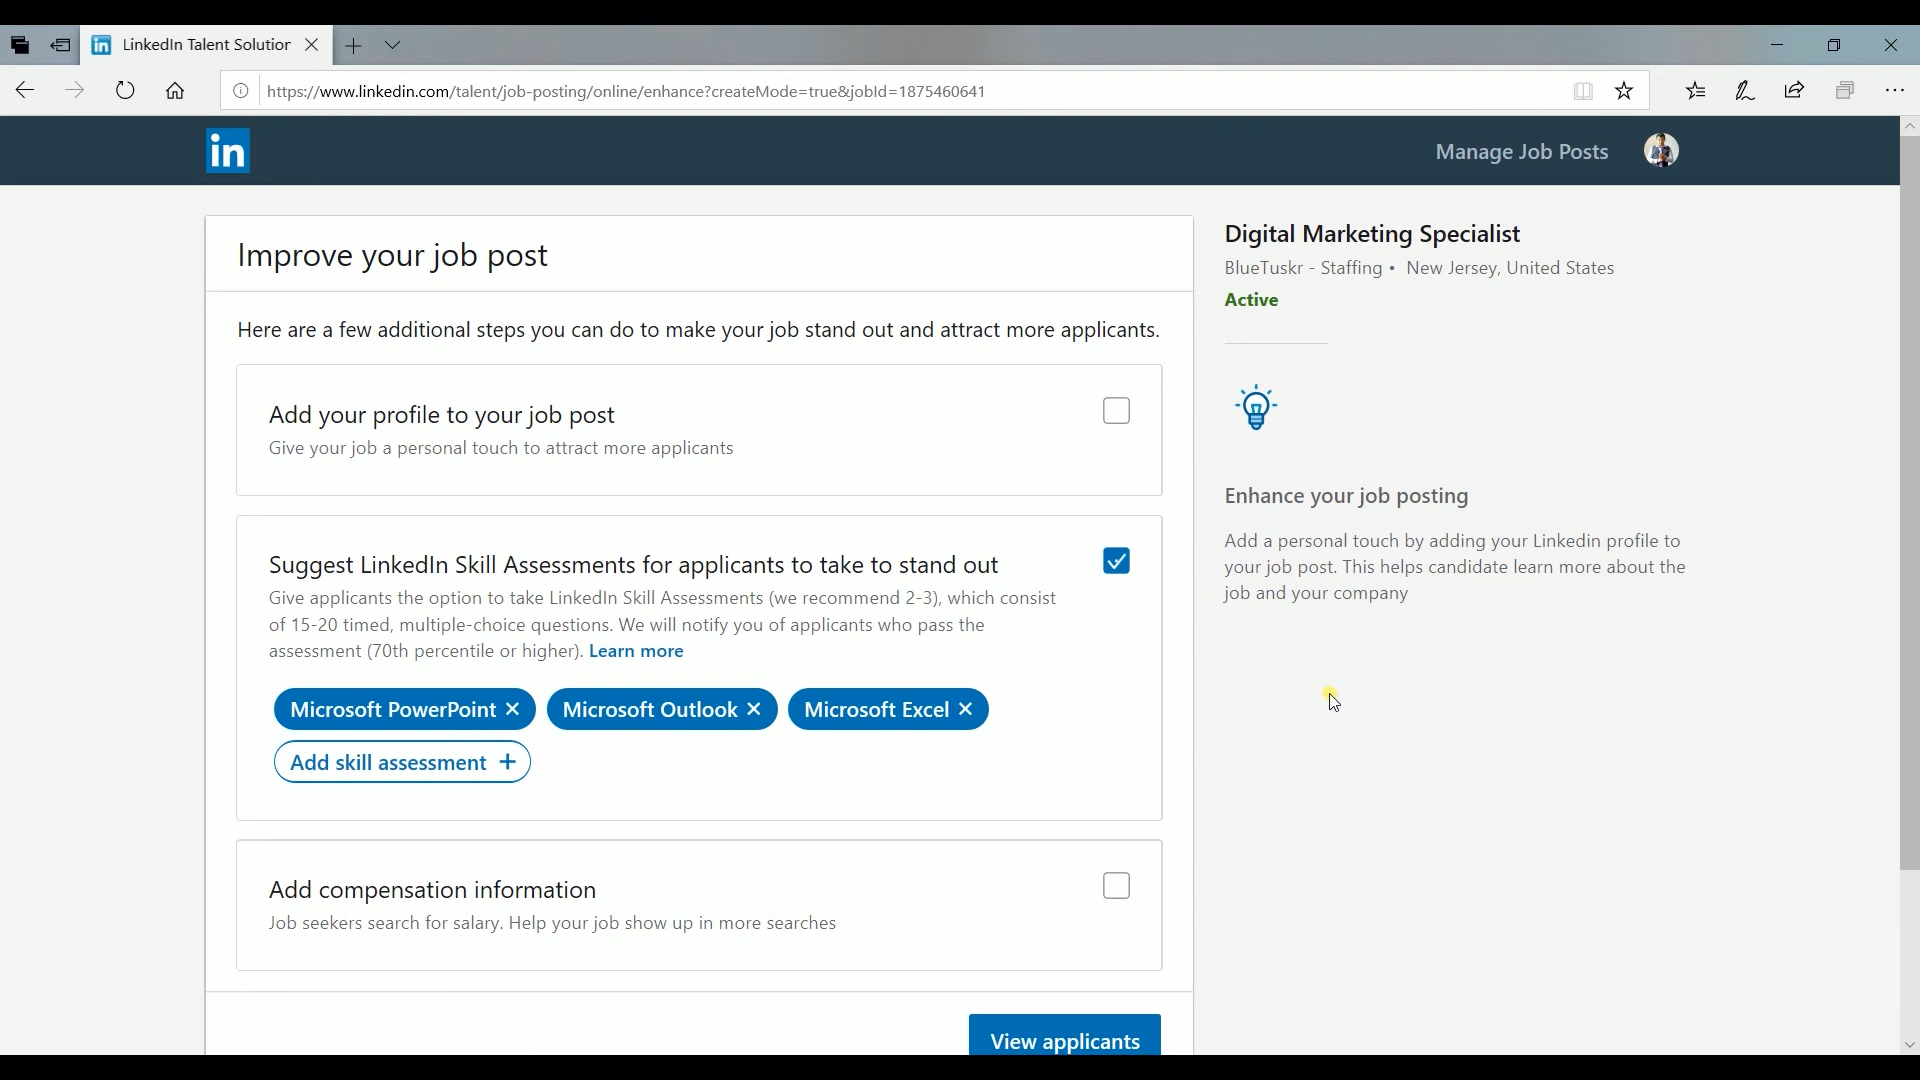 LinkedIn Talent Solution
https://www.linkedin.com/talent/job-posting/online/enhance?createMode=true&jobId=1875460641
in
Manage Job Posts
Improve your job post
Here are a few additional steps you can do to make your job stand out and attract more applicants.
Add your profile to your job post
Give your job a personal touch to attract more applicants
Suggest LinkedIn Skill Assessments for applicants to take to stand out
Give applicants the option to take LinkedIn Skill Assessments (we recommend 2-3), which consist
of 15-20 timed, multiple-choice questions. We will notify you of applicants who pass the
assessment (70th percentile or higher). Learn more
Microsoft PowerPoint
Microsoft Outlook
Microsoft Excel
Add skill assessment +
Add compensation information
Job seekers search for salary. Help your job show up in more searches
View applicants
Digital Marketing Specialist
BlueTuskr - Staffing • New Jersey, United States
Active
Enhance your job posting
Add a personal touch by adding your Linkedin profile to
your job post. This helps candidate learn more about the
job and your company